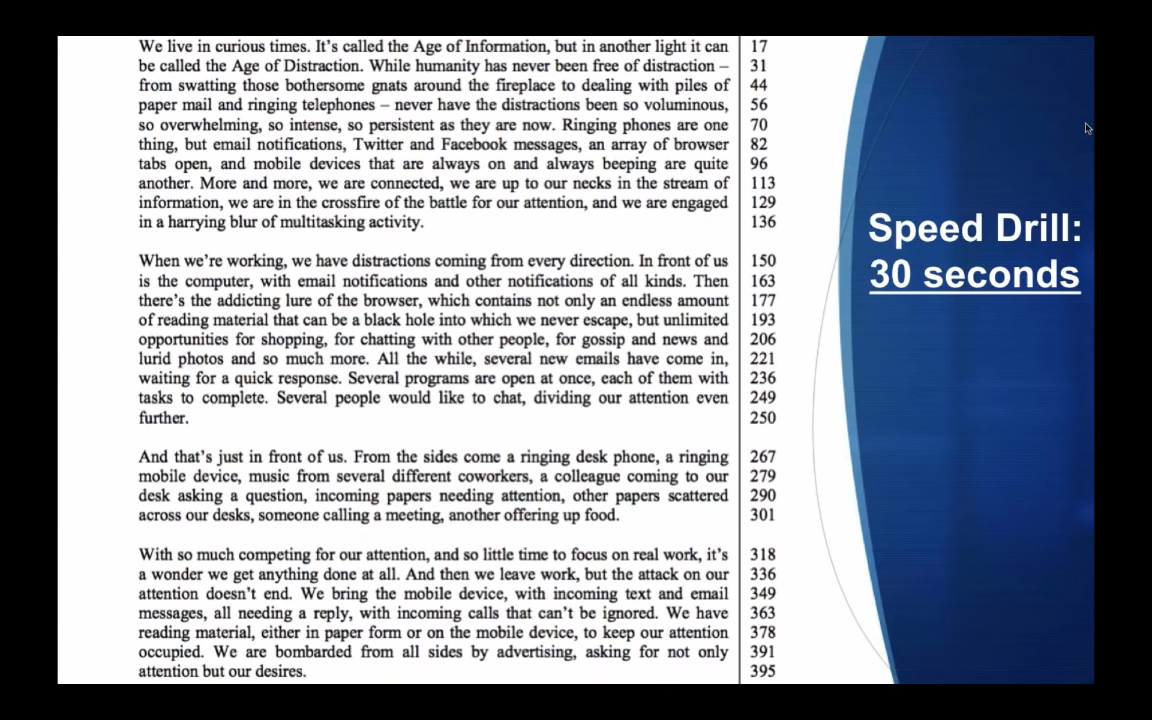 We live in curious times. It's called the Age of Information, but in another light it can 17
be called the Age of Distraction. While humanity has never been free of distraction – 31
from swatting those bothersome gnats around the fireplace to dealing with piles of 44
paper mail and ringing telephones – never have the distractions been so voluminous, 56
so overwhelming, so intense, so persistent as they are now. Ringing phones are one 70
thing, but email notifications, Twitter and Facebook messages, an array of browser 82
tabs open, and mobile devices that are always on and always beeping are quite 96
another. More and more, we are connected, we are up to our necks in the stream of 113
information, we are in the crossfire of the battle for our attention, and we are engaged 129
in a harrying blur of multitasking activity. 136
When we're working, we have distractions coming from every direction. In front of us 150
is the computer, with email notifications and other notifications of all kinds. Then 163
there's the addicting lure of the browser, which contains not only an endless amount 177
of reading material that can be a black hole into which we never escape, but unlimited 193
opportunities for shopping, for chatting with other people, for gossip and news and 206
lurid photos and so much more. All the while, several new emails have come in, 221
waiting for a quick response. Several programs are open at once, each of them with 236
tasks to complete. Several people would like to chat, dividing our attention even 249
further. 250
And that's just in front of us. From the sides come a ringing desk phone, a ringing 267
mobile device, music from several different coworkers, a colleague coming to our 279
desk asking a question, incoming papers needing attention, other papers scattered 290
across our desks, someone calling a meeting, another offering up food. 301
With so much competing for our attention, and so little time to focus on real work, it's 318
a wonder we get anything done at all. And then we leave work, but the attack on our 336
attention doesn't end. We bring the mobile device, with incoming text and email 349
messages, all needing a reply, with incoming calls that can't be ignored. We have 363
reading material, either in paper form or on the mobile device, to keep our attention 378
occupied. We are bombarded from all sides by advertising, asking for not only 391
attention but our desires. 395
Speed Drill:
30 seconds